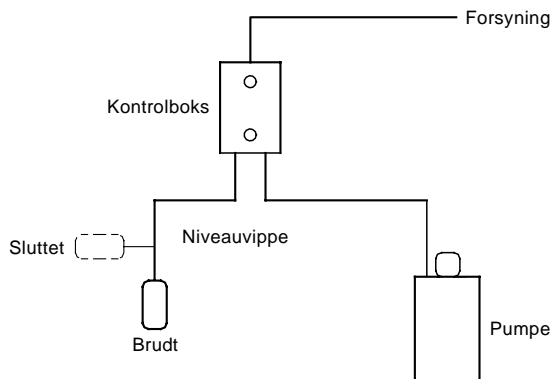 Forsyning
Kontrolboks
Niveauvippe
Sluttet
Pumpe
Brudt